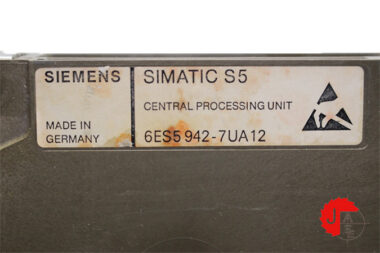 SIEMENS
SIMATIC S5
CENTRAL PROCESSING UNIT
MADE IN
GERMANY
6ES5 942-7UA12